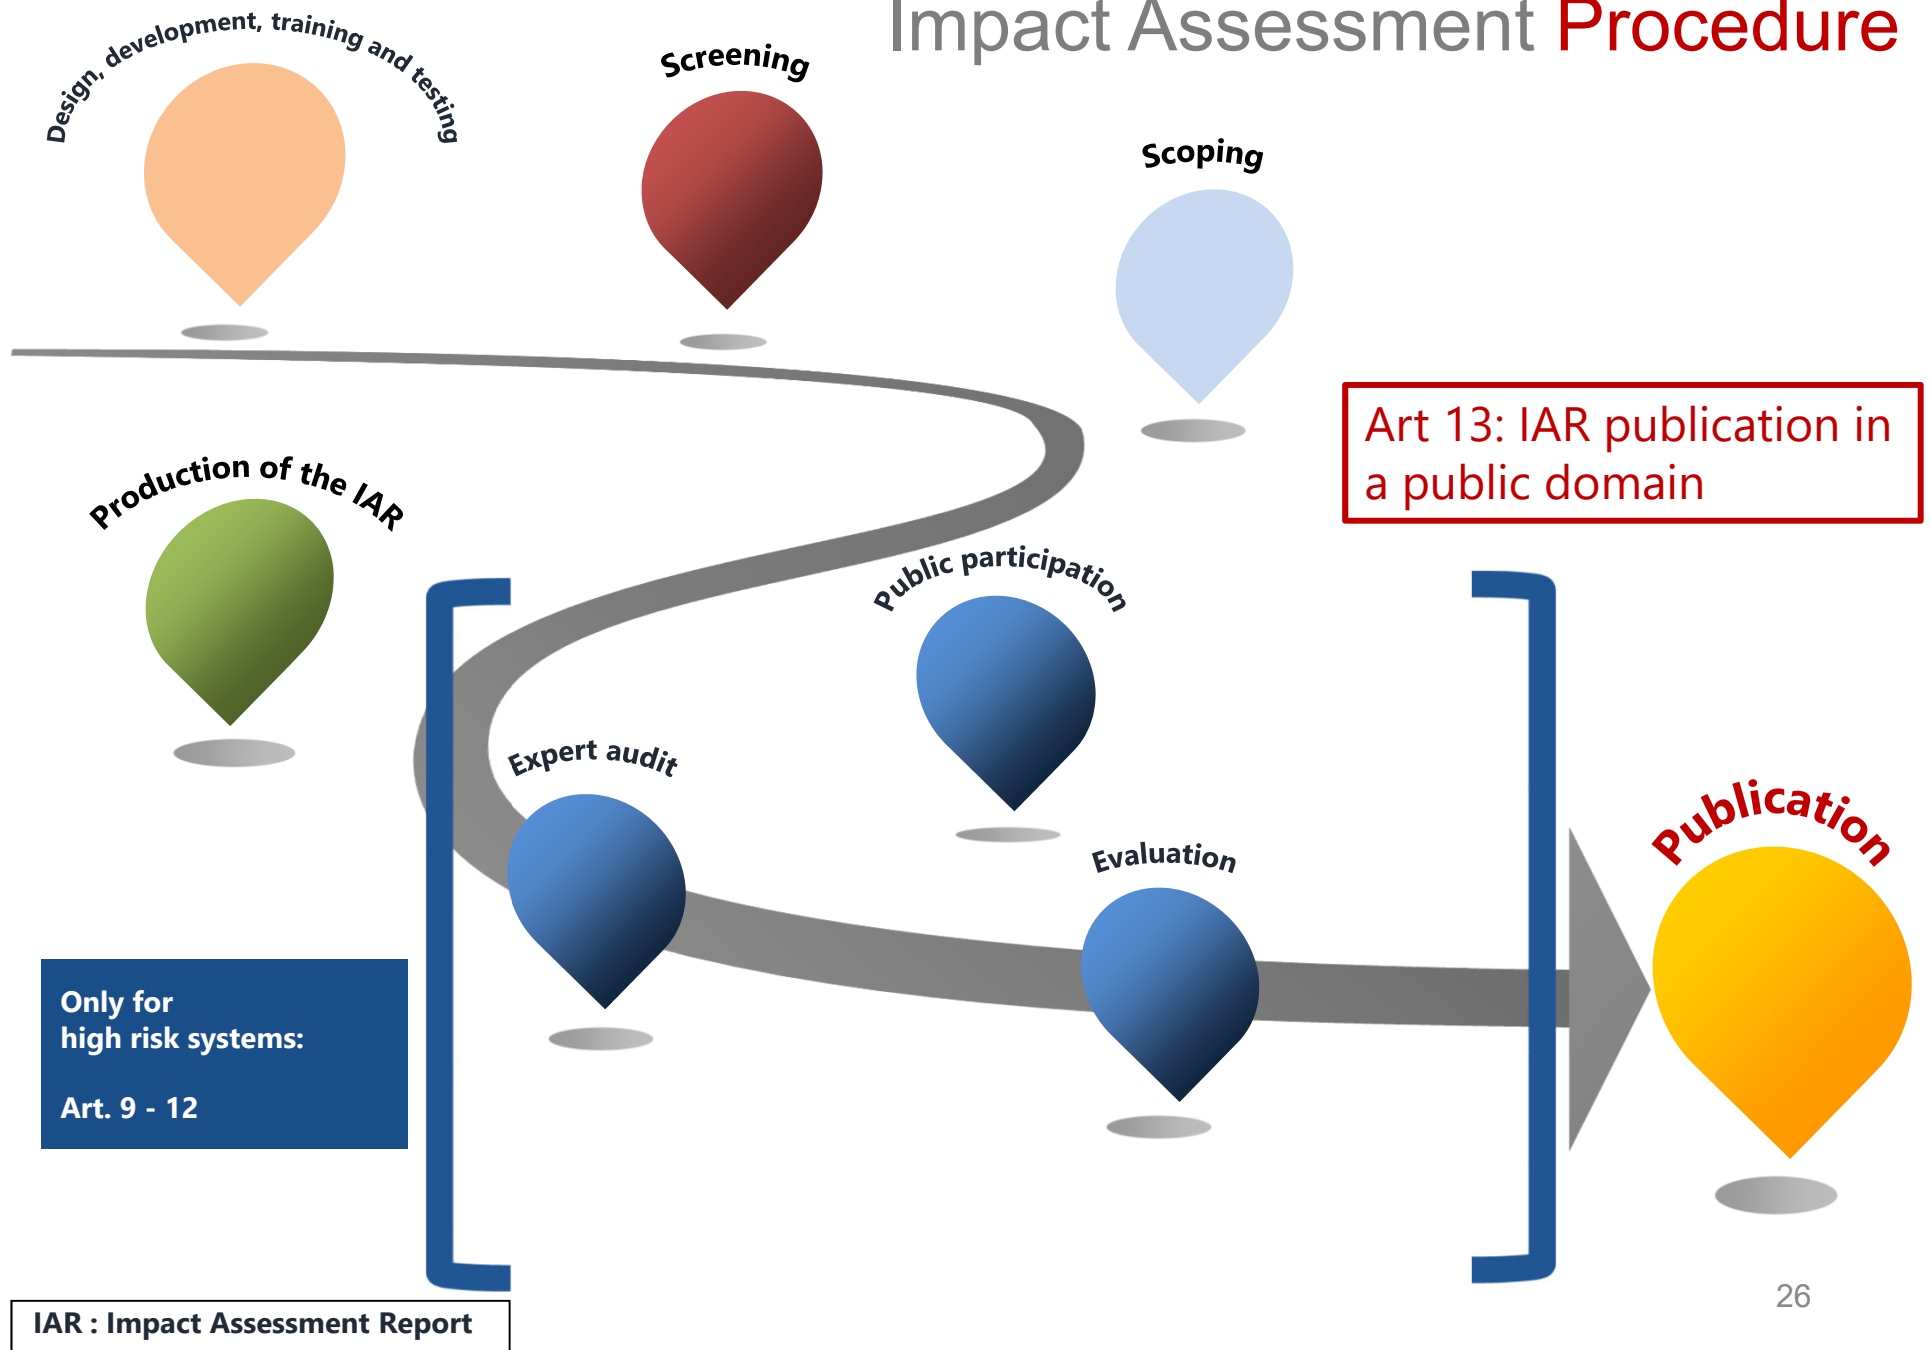 Impact Assessment Procedure
Design, development, training and testing
Screening
Scoping
Art 13: IAR publication in
a public domain
Production of the IAR
Public participation
Expert audit
Evaluation
Publication
Only for
high risk systems:
Art. 9 - 12
IAR : Impact Assessment Report
26